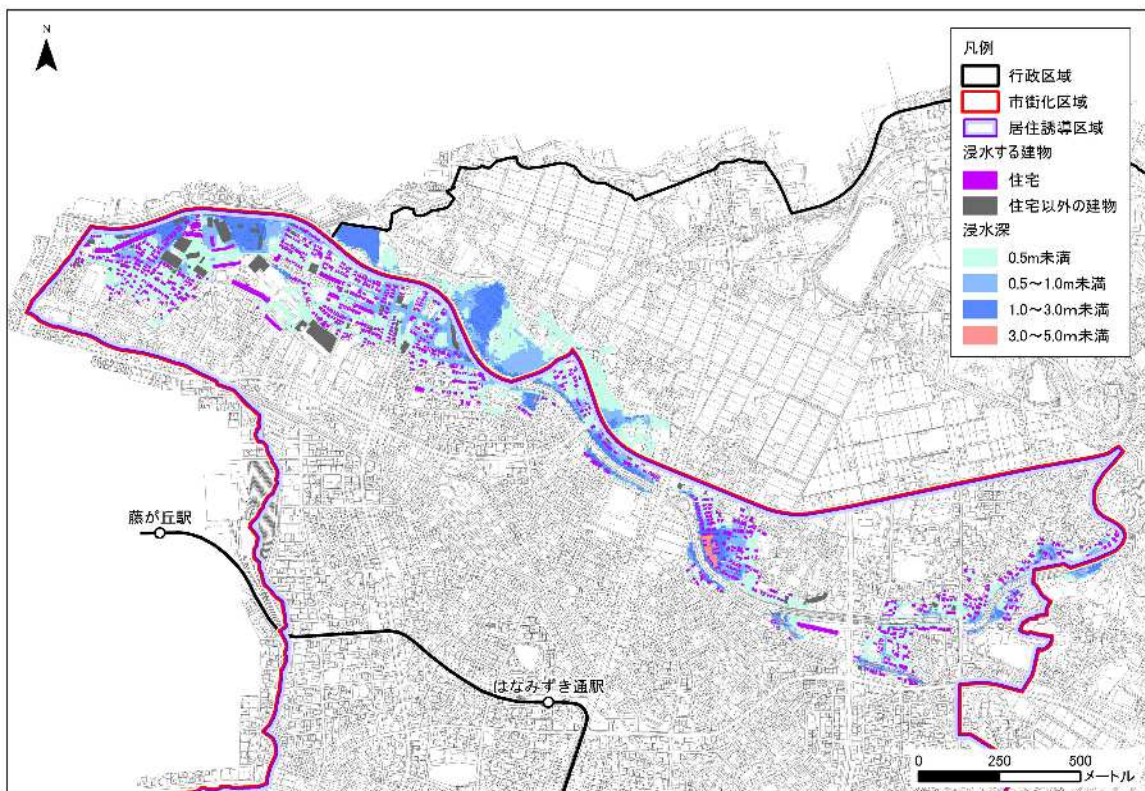 N
凡例
行政区域
市街化区域
居住誘導区域
浸水する建物
住宅
住宅以外の建物
浸水深
0.5m未満
0.5~1.0m未満
1.0~3.0m未満
3.0~5.0m未満
藤が丘駅
はなみずき通駅
0 250 500
メートル